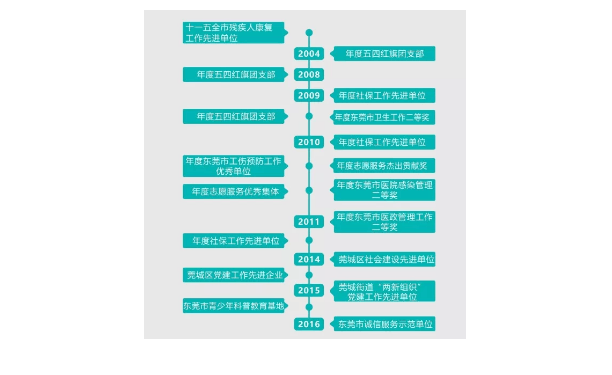 十一五全市残疾人康复
工作先进单位
2004
年度五四红旗团支部
年度五四红旗团支部
2008
2009
年度社保工作先进单位
年度五四红旗团支部
年度东莞市卫生工作二等奖
2010
年度社保工作先进单位
年度东莞市工伤预防工作
优秀单位
年度志愿服务杰出贡献奖
年度志愿服务优秀集体
年度东莞市医院感染管理
二等奖
2011
年度东莞市医政管理工作
二等奖
年度社保工作先进单位
2014
莞城区社会建设先进单位
莞城区党建工作先进企业
2015
莞城街道“两新组织”
党建工作先进单位
东莞市青少年科普教育基地
2016
东莞市诚信服务示范单位